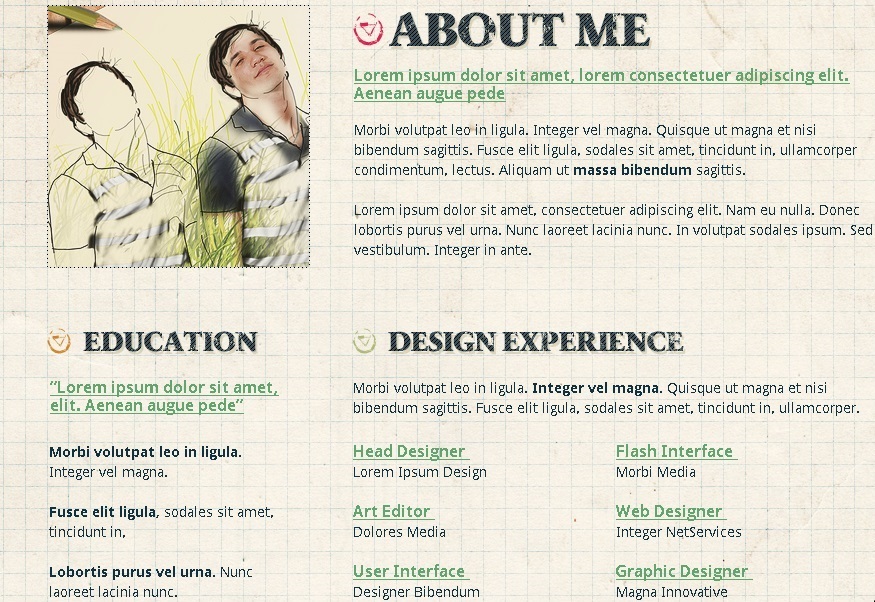 ABOUT ME
Lorem ipsum dolor sit amet, lorem consectetuer adipiscing elit.
Aenean augue pede
Morbi volutpat leo in ligula. Integer vel magna. Quisque ut magna et nisi
bibendum sagittis. Fusce elit ligula, sodales sit amet, tincidunt in, ullamcorper
condimentum, lectus. Aliquam ut massa bibendum sagittis.
Lorem ipsum dolor sit amet, consectetuer adipiscing elit. Nam eu nulla. Donec
lobortis purus vel urna. Nunc laoreet lacinia nunc. In volutpat sodales ipsum. Sed
vestibulum. Integer in ante.
EDUCATION
“Lorem ipsum dolor sit amet,
elit. Aenean augue pede”
Morbi volutpat leo in ligula.
Integer vel magna.
Fusce elit ligula, sodales sit amet,
tincidunt in,
Lobortis purus vel urna. Nunc
laoreet lacinia nunc.
DESIGN EXPERIENCE
Morbi volutpat leo in ligula. Integer vel magna. Quisque ut magna et nisi
bibendum sagittis. Fusce elit ligula, sodales sit amet, tincidunt in, ullamcorper.
Head Designer
Lorem Ipsum Design
Flash Interface
Morbi Media
Art Editor
Dolores Media
Web Designer
Integer NetServices
User Interface
Designer Bibendum
Graphic Designer
Magna Innovative